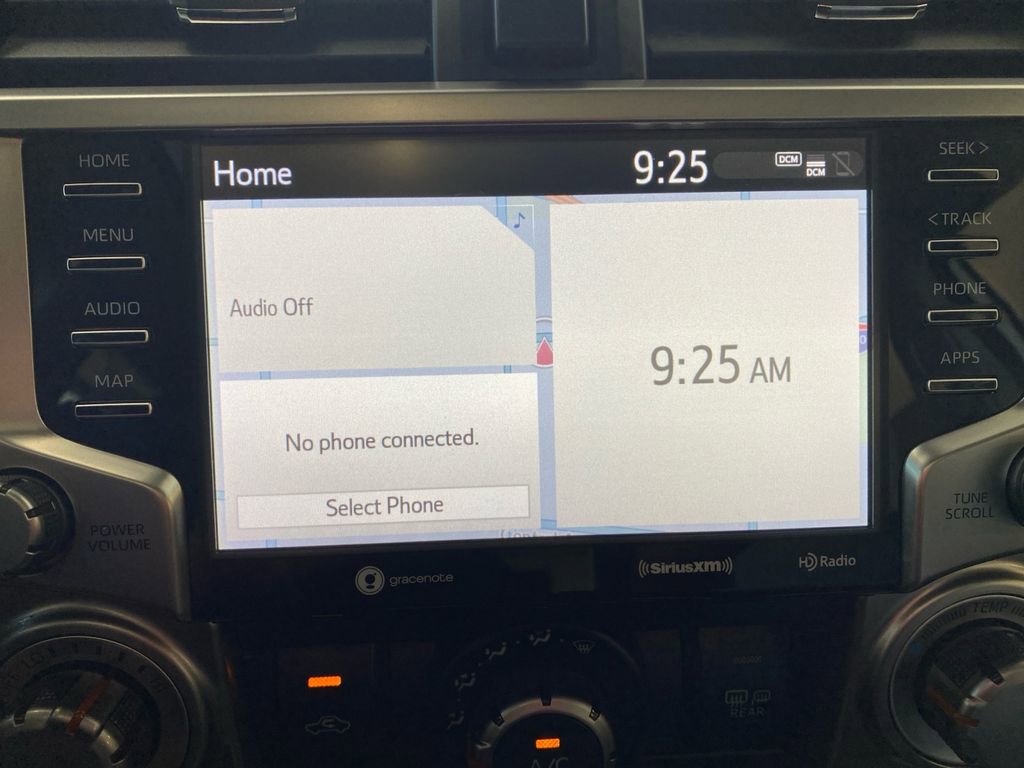 HOME
MENU
AUDIO
MAP
POWER
VOLUME
Home
9:25
DCM
DCM
Audio Off
No phone connected.
Select Phone
9:25 AM
SEEK >
< TRACK
PHONE
APPS
TUNE
SCROLL
gracenote
((SiriusXM))
HD Radio
TEMP
REAR
A/C